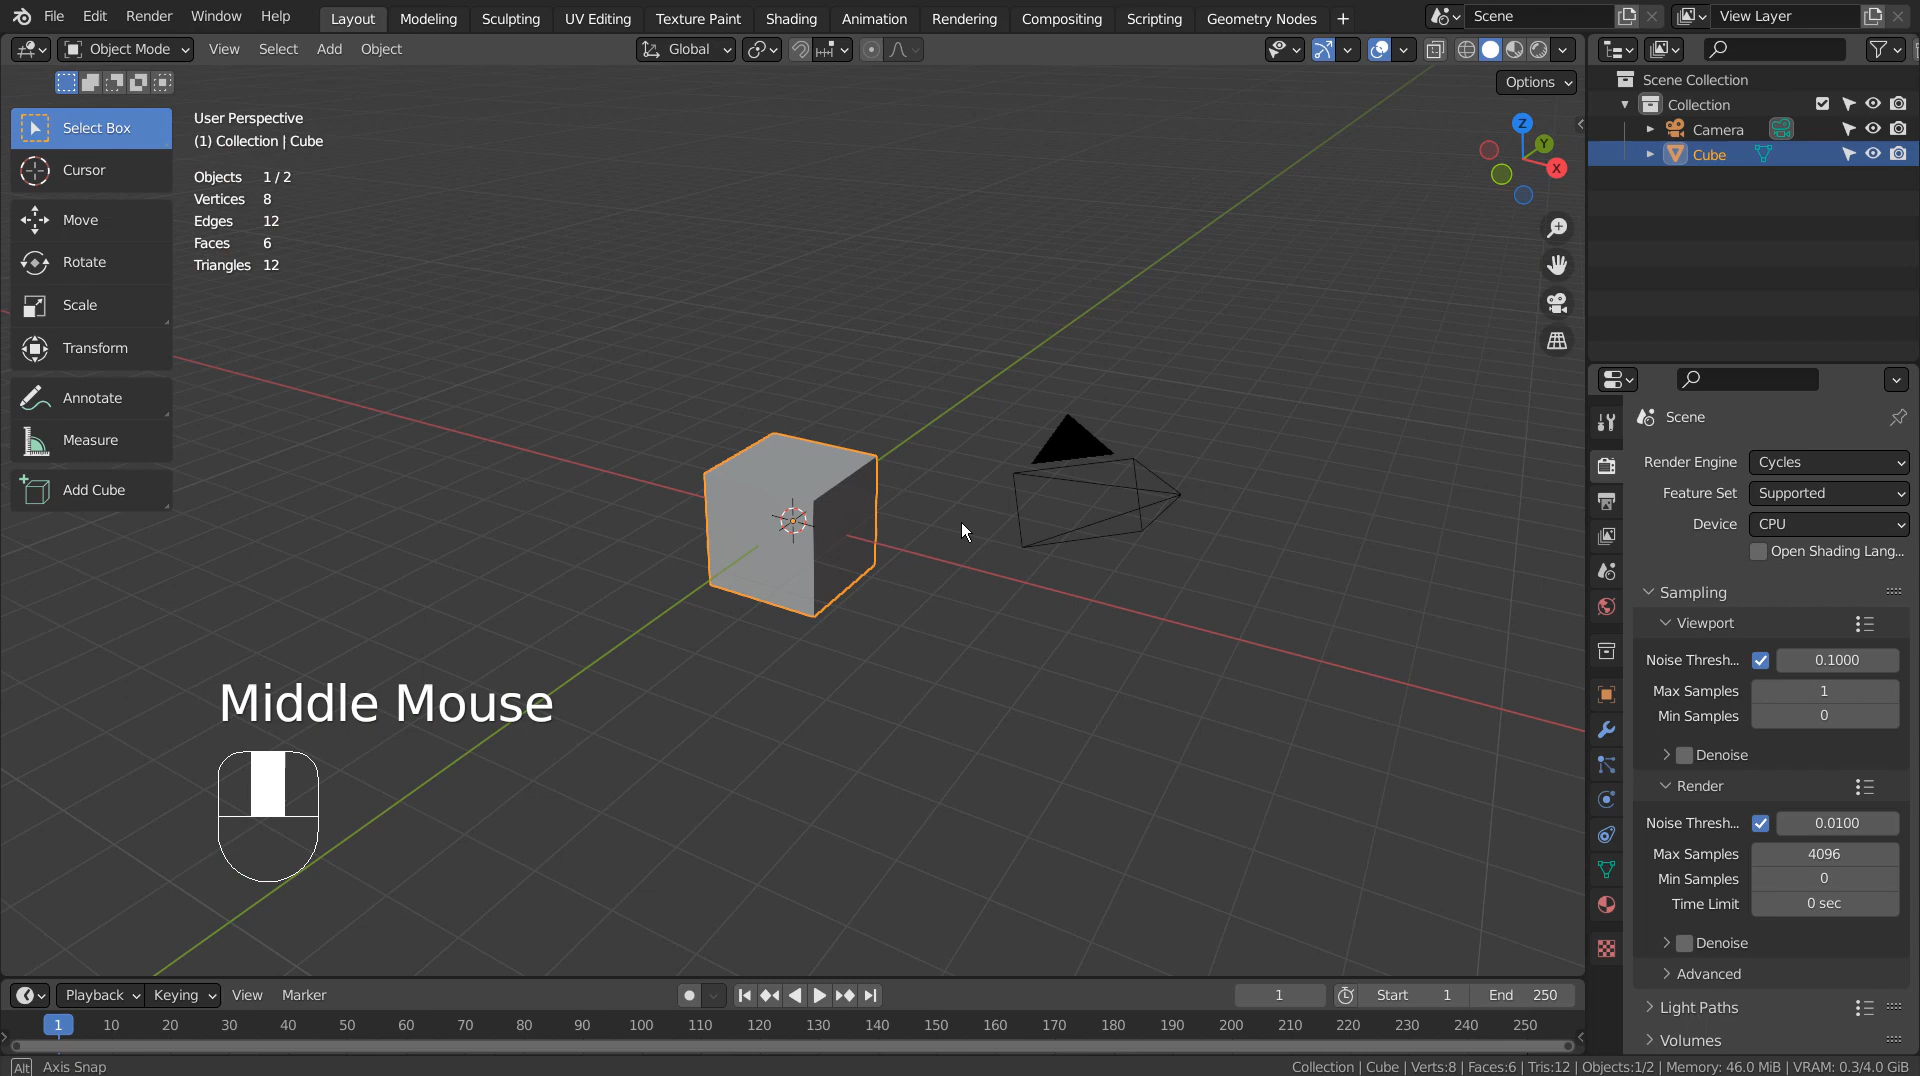 File Edit Render Window Help Layout Modeling Sculpting UV Editing Texture Paint Shading Animation Rendering Compositing Scripting Geometry Nodes + Scene View Layer
Object Mode View Select Add Object Global
Options
Select Box
Cursor
Move
Rotate
Scale
Transform
Annotate
Measure
Add Cube
User Perspective
(1) Collection | Cube
Objects 1 / 2
Vertices 8
Edges 12
Faces 6
Triangles 12
Z
Y
X
Middle Mouse
Scene Collection
Collection
Camera
Cube
Scene
Render Engine Cycles
Feature Set Supported
Device CPU
Open Shading Lang...
Sampling
Viewport
Noise Thresh... 0.1000
Max Samples 1
Min Samples 0
Denoise
Render
Noise Thresh... 0.0100
Max Samples 4096
Min Samples 0
Time Limit 0 sec
Denoise
Advanced
Light Paths
Volumes
Playback Keying View Marker 1 Start 1 End 250
1 10 20 30 40 50 60 70 80 90 100 110 120 130 140 150 160 170 180 190 200 210 220 230 240 250
Alt Axis Snap Collection | Cube | Verts:8 | Faces:6 | Tris:12 | Objects:1/2 | Memory: 46.0 MiB | VRAM: 0.3/4.0 GiB